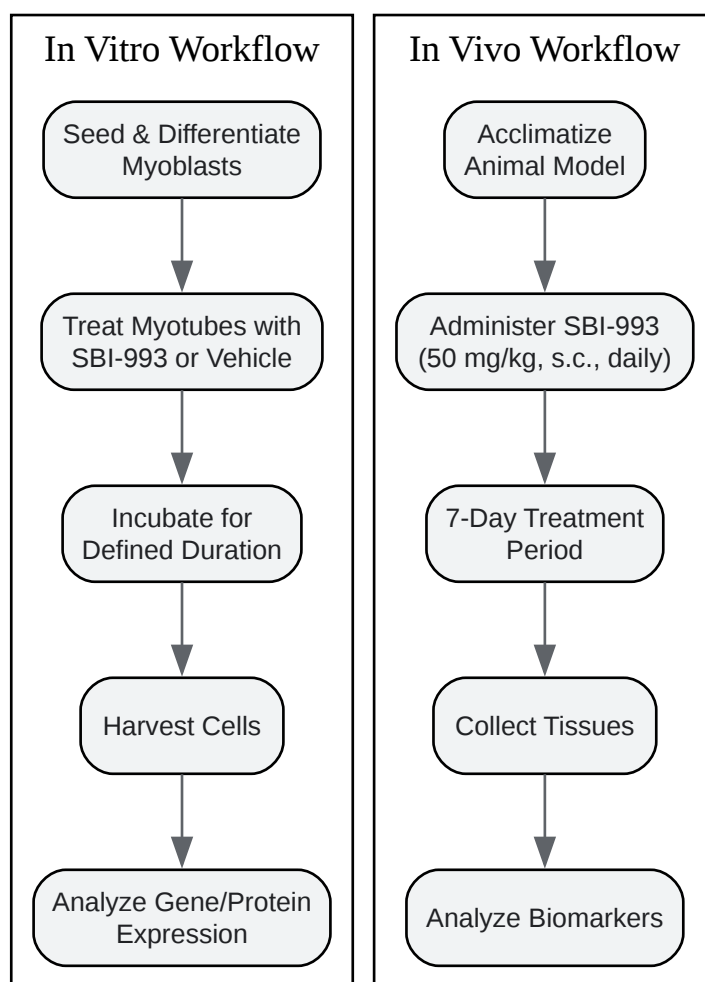 In Vitro Workflow
Seed & Differentiate
Myoblasts
Treat Myotubes with
SBI-993 or Vehicle
Incubate for
Defined Duration
Harvest Cells
Analyze Gene/Protein
Expression
In Vivo Workflow
Acclimatize
Animal Model
Administer SBI-993
(50 mg/kg, s.c., daily)
7-Day Treatment
Period
Collect Tissues
Analyze Biomarkers